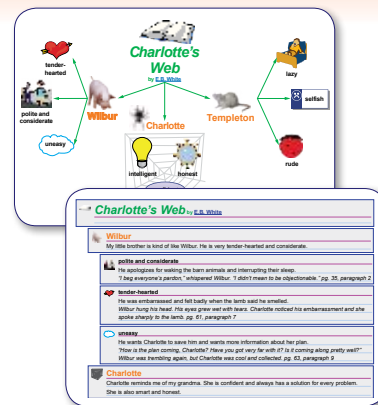 Charlotte's
Web
by E.B. White
tender-
hearted
polite and
considerate
uneasy
Wilbur
Charlotte
intelligent
honest
Templeton
lazy
selfish
rude
Charlotte's Web by E.B. White
Wilbur
My little brother is kind of like Wilbur. He is very tender-hearted and considerate.
polite and considerate
He apologizes for waking the barn animals and interrupting their sleep.
"I beg everyone's pardon," whispered Wilbur. "I didn't mean to be objectionable." pg. 35, paragraph 2
tender-hearted
He was embarrassed and felt badly when the lamb said he smelled.
Wilbur hung his head. His eyes grew wet with tears. Charlotte noticed his embarrassment and she
spoke sharply to the lamb. pg. 61, paragraph 7
uneasy
He wants Charlotte to save him and wants more information about her plan.
"How is the plan coming, Charlotte? Have you got very far with it? Is it coming along pretty well?"
Wilbur was trembling again, but Charlotte was cool and collected. pg. 63, paragraph 9
Charlotte
Charlotte reminds me of my grandma. She is confident and always has a solution for every problem.
She is also smart and honest.